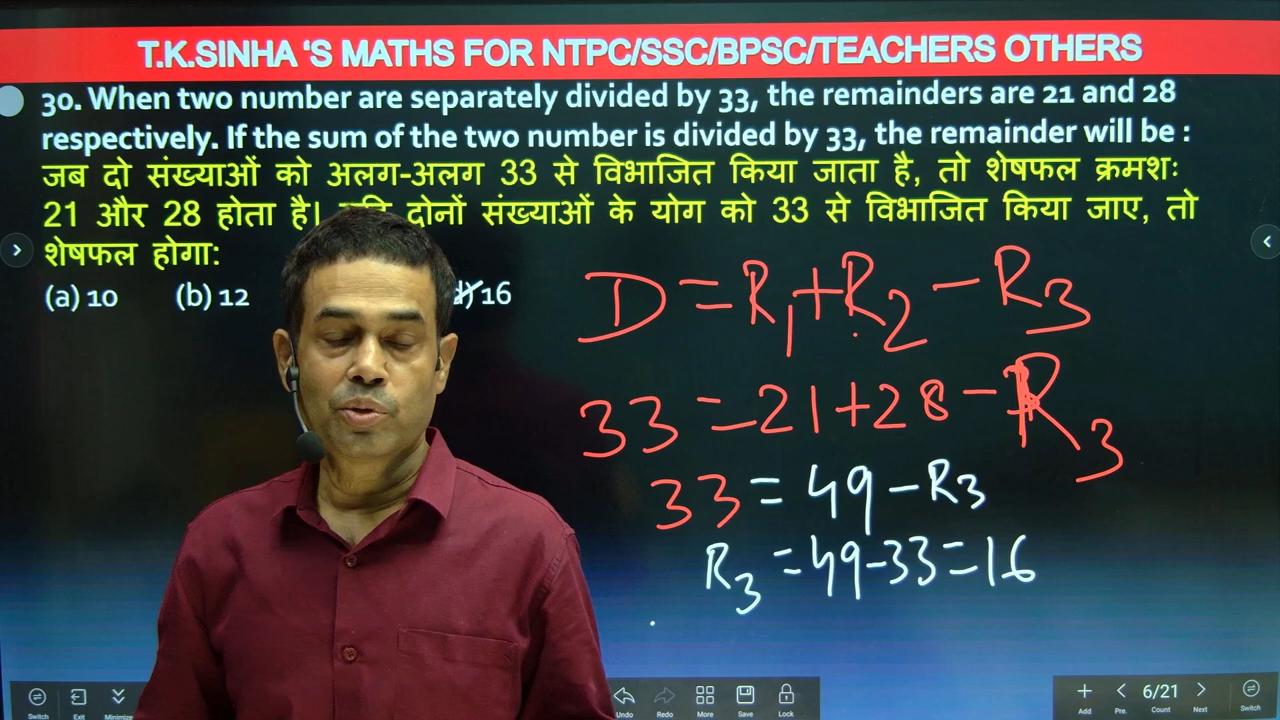 T.K.SINHA ‘S MATHS FOR NTPC/SSC/BPSC/TEACHERS OTHERS
30. When two number are separately divided by 33, the remainders are 21 and 28
respectively. If the sum of the two number is divided by 33, the remainder will be :
जब दो संख्याओं को अलग-अलग 33 से विभाजित किया जाता है, तो शेषफल क्रमशः
21 और 28 होता है। दोनों संख्याओं के योग को 33 से विभाजित किया जाए, तो
शेषफल होगा:
(a) 10 (b) 12 16
D = R1 + R2 - R3
33 = 21 + 28 - R3
33 = 49 - R3
R3 = 49 - 33 = 16
Switch Exit Minimize Undo Redo More Save Lock Add Pre. 6/21 Count Next Switch